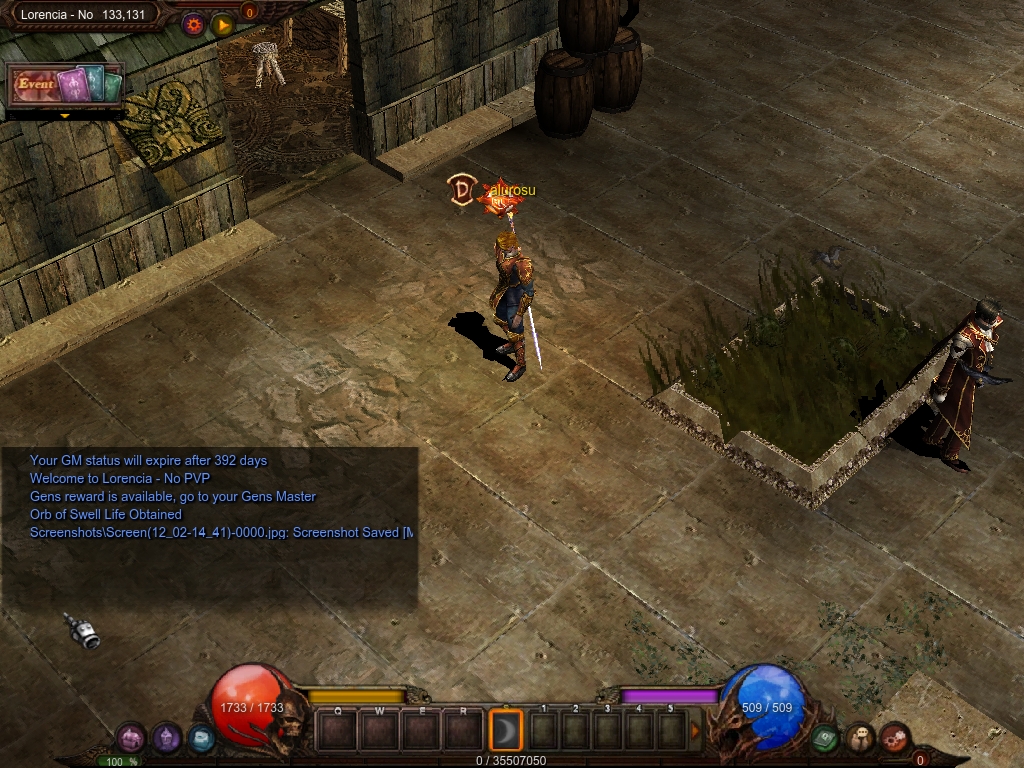 Lorencia - No 133,131
0
Event
D
alurosu
Your GM status will expire after 392 days
Welcome to Lorencia - No PVP
Gens reward is available, go to your Gens Master
Orb of Swell Life Obtained
Screenshots\Screen(12_02-14_41)-0000.jpg: Screenshot Saved [M
1733 / 1733
509 / 509
Q W E R 1 2 3 4 5
100 %
0 / 35507050
0